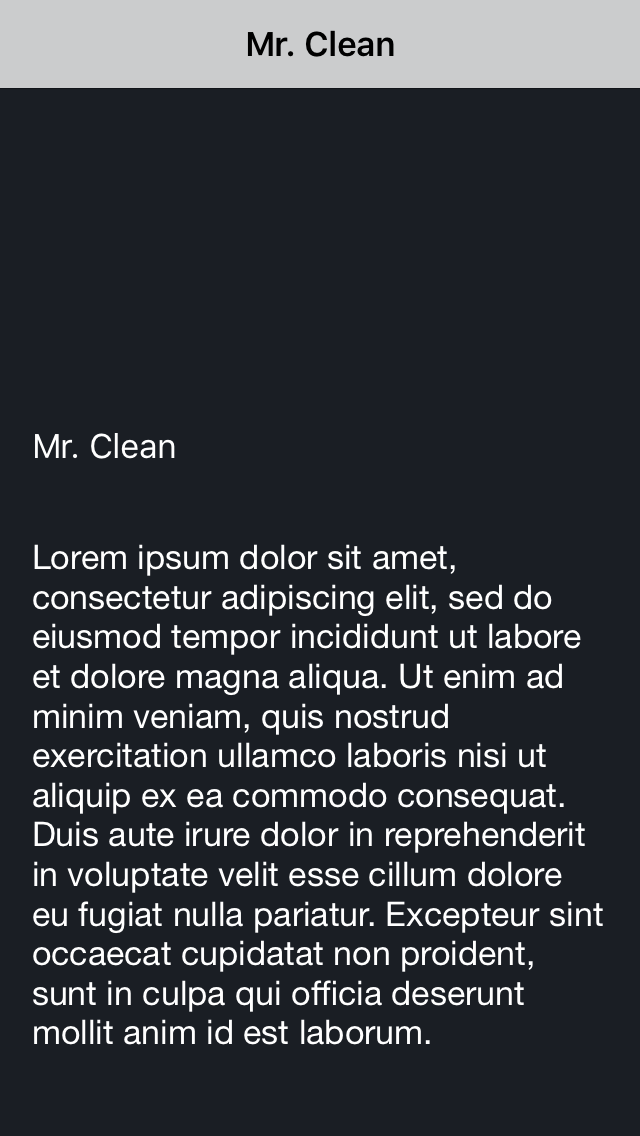 Mr. Clean
Mr. Clean
Lorem ipsum dolor sit amet,
consectetur adipiscing elit, sed do
eiusmod tempor incididunt ut labore
et dolore magna aliqua. Ut enim ad
minim veniam, quis nostrud
exercitation ullamco laboris nisi ut
aliquip ex ea commodo consequat.
Duis aute irure dolor in reprehenderit
in voluptate velit esse cillum dolore
eu fugiat nulla pariatur. Excepteur sint
occaecat cupidatat non proident,
sunt in culpa qui officia deserunt
mollit anim id est laborum.